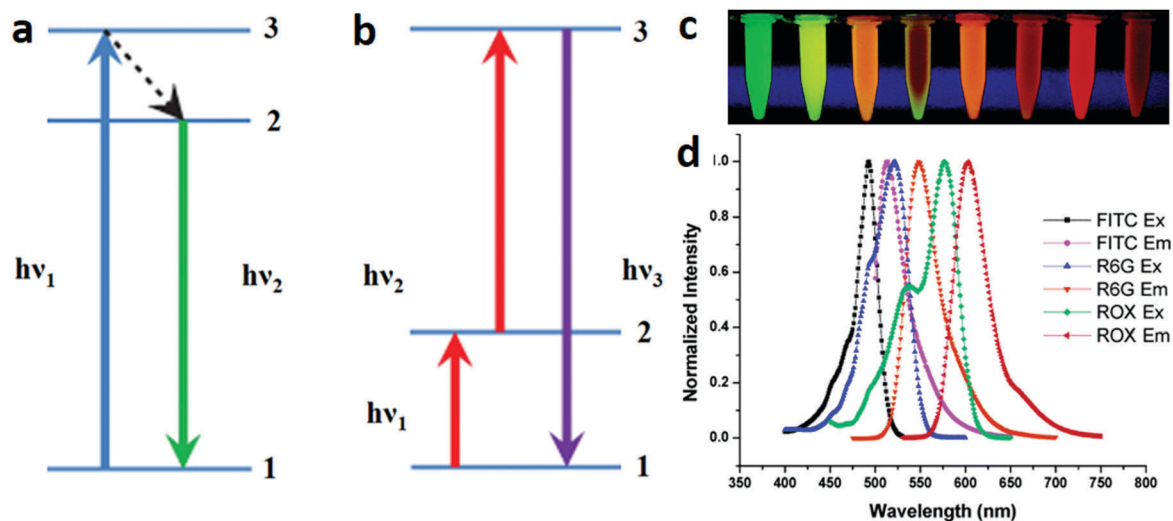 a
3
2
hν1
hν2
1
b
3
hν2
hν3
2
hν1
1
c
d
1.0
0.8
0.6
0.4
0.2
0.0
Normalized Intensity
FITC Ex
FITC Em
R6G Ex
R6G Em
ROX Ex
ROX Em
350 400 450 500 550 600 650 700 750 800
Wavelength (nm)